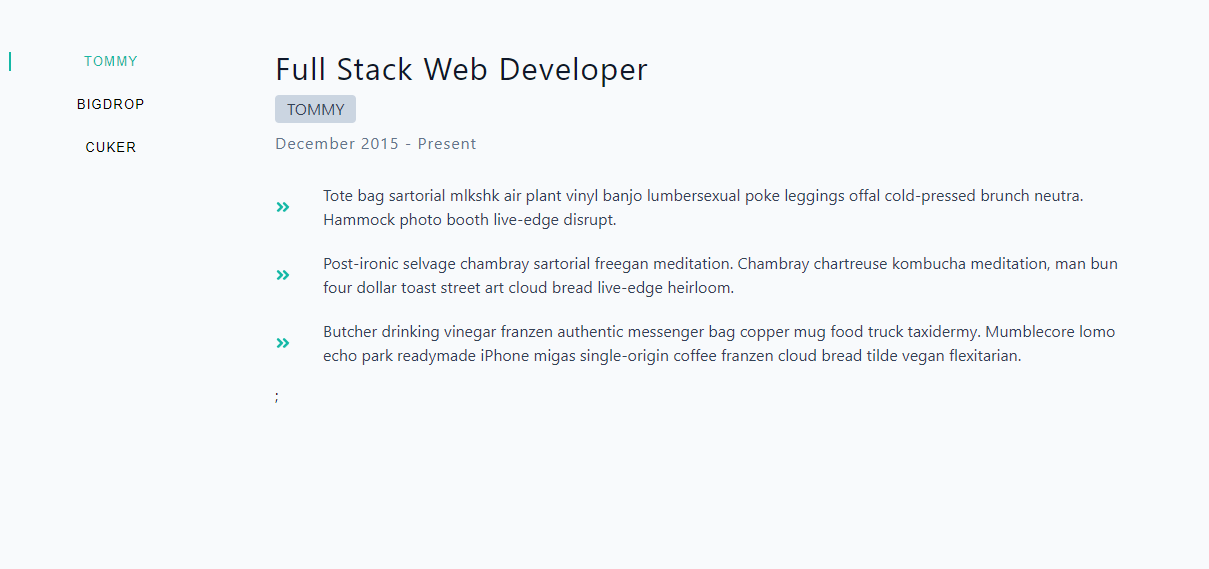 TOMMY
BIGDROP
CUKER
Full Stack Web Developer
TOMMY
December 2015 - Present
Tote bag sartorial mlkshk air plant vinyl banjo lumbersexual poke leggings offal cold-pressed brunch neutra.
Hammock photo booth live-edge disrupt.
Post-ironic selvage chambray sartorial freegan meditation. Chambray chartreuse kombucha meditation, man bun
four dollar toast street art cloud bread live-edge heirloom.
Butcher drinking vinegar franzen authentic messenger bag copper mug food truck taxidermy. Mumblecore lomo
echo park readymade iPhone migas single-origin coffee franzen cloud bread tilde vegan flexitarian.
;